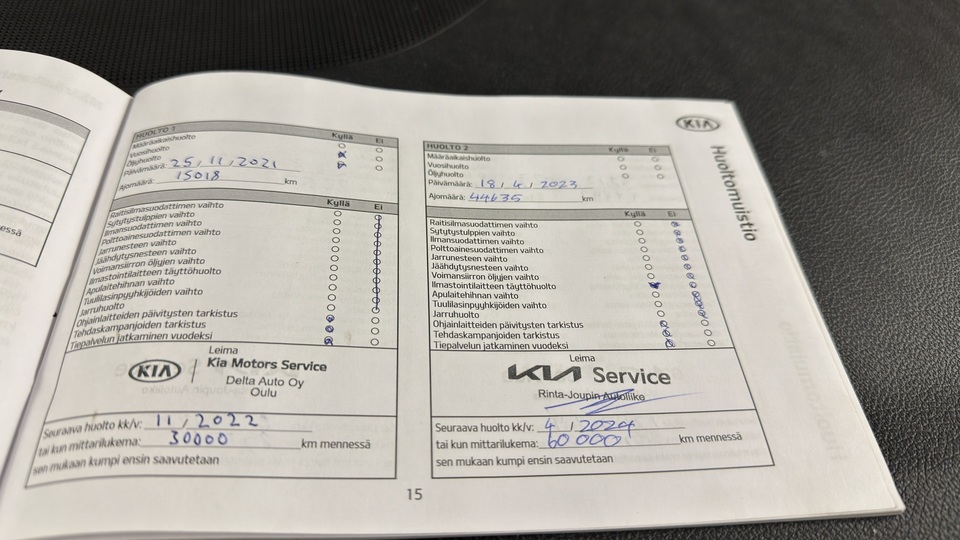 essä
HUOLTO 1
Kyllä Ei
Määräaikaishuolto
Vuosihuolto
Öljyhuolto
Päivämäärä: 25, 11, 2021
Ajomäärä: 15018 km
Kyllä Ei
Raitisilmasuodattimen vaihto
Sytytystulppien vaihto
Ilmansuodattimen vaihto
Polttoainesuodattimen vaihto
Jarrunesteen vaihto
Jäähdytysnesteen vaihto
Voimansiirron öljyjen vaihto
Ilmastointilaitteen täyttöhuolto
Apulaitehihnan vaihto
Tuulilasinpyyhkijöiden vaihto
Jarruhuolto
Ohjainlaitteiden päivitysten tarkistus
Tehdaskampanjoiden tarkistus
Tiepalvelun jatkaminen vuodeksi
Leima
KIA Kia Motors Service
Delta Auto Oy
Oulu
Seuraava huolto kk/v: 11, 2022
tai kun mittarilukema: 30000 km mennessä
sen mukaan kumpi ensin saavutetaan
KIA
Huoltomuistio
HUOLTO 2
Kyllä Ei
Määräaikaishuolto
Vuosihuolto
Öljyhuolto
Päivämäärä: 18, 4, 2023
Ajomäärä: 44635 km
Kyllä Ei
Raitisilmasuodattimen vaihto
Sytytystulppien vaihto
Ilmansuodattimen vaihto
Polttoainesuodattimen vaihto
Jarrunesteen vaihto
Jäähdytysnesteen vaihto
Voimansiirron öljyjen vaihto
Ilmastointilaitteen täyttöhuolto
Apulaitehihnan vaihto
Tuulilasinpyyhkijöiden vaihto
Jarruhuolto
Ohjainlaitteiden päivitysten tarkistus
Tehdaskampanjoiden tarkistus
Tiepalvelun jatkaminen vuodeksi
Leima
KIA Service
Rinta-Joupin Autoliike
Seuraava huolto kk/v: 4, 2024
tai kun mittarilukema: 60 000 km mennessä
sen mukaan kumpi ensin saavutetaan
15